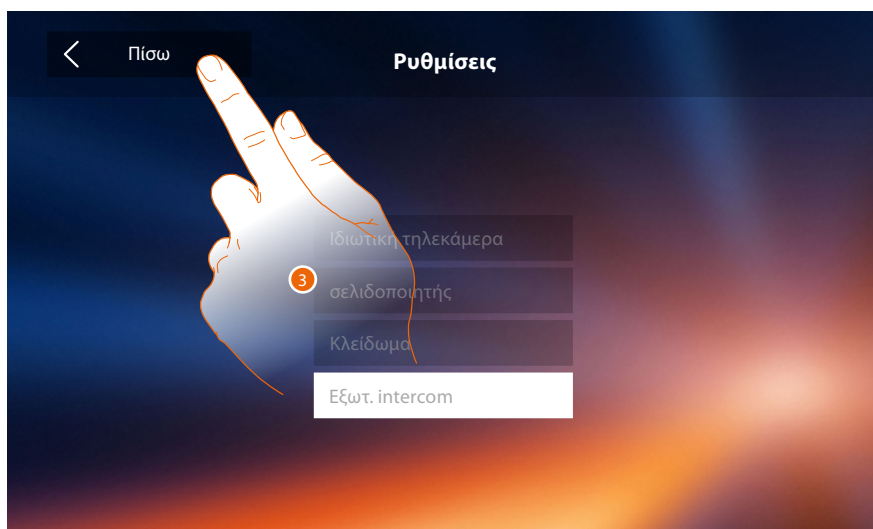 Πίσω
Ρυθμίσεις
Ιδιωτική τηλεκάμερα
3
σελιδοποιητής
Κλείδωμα
Εξωτ. intercom